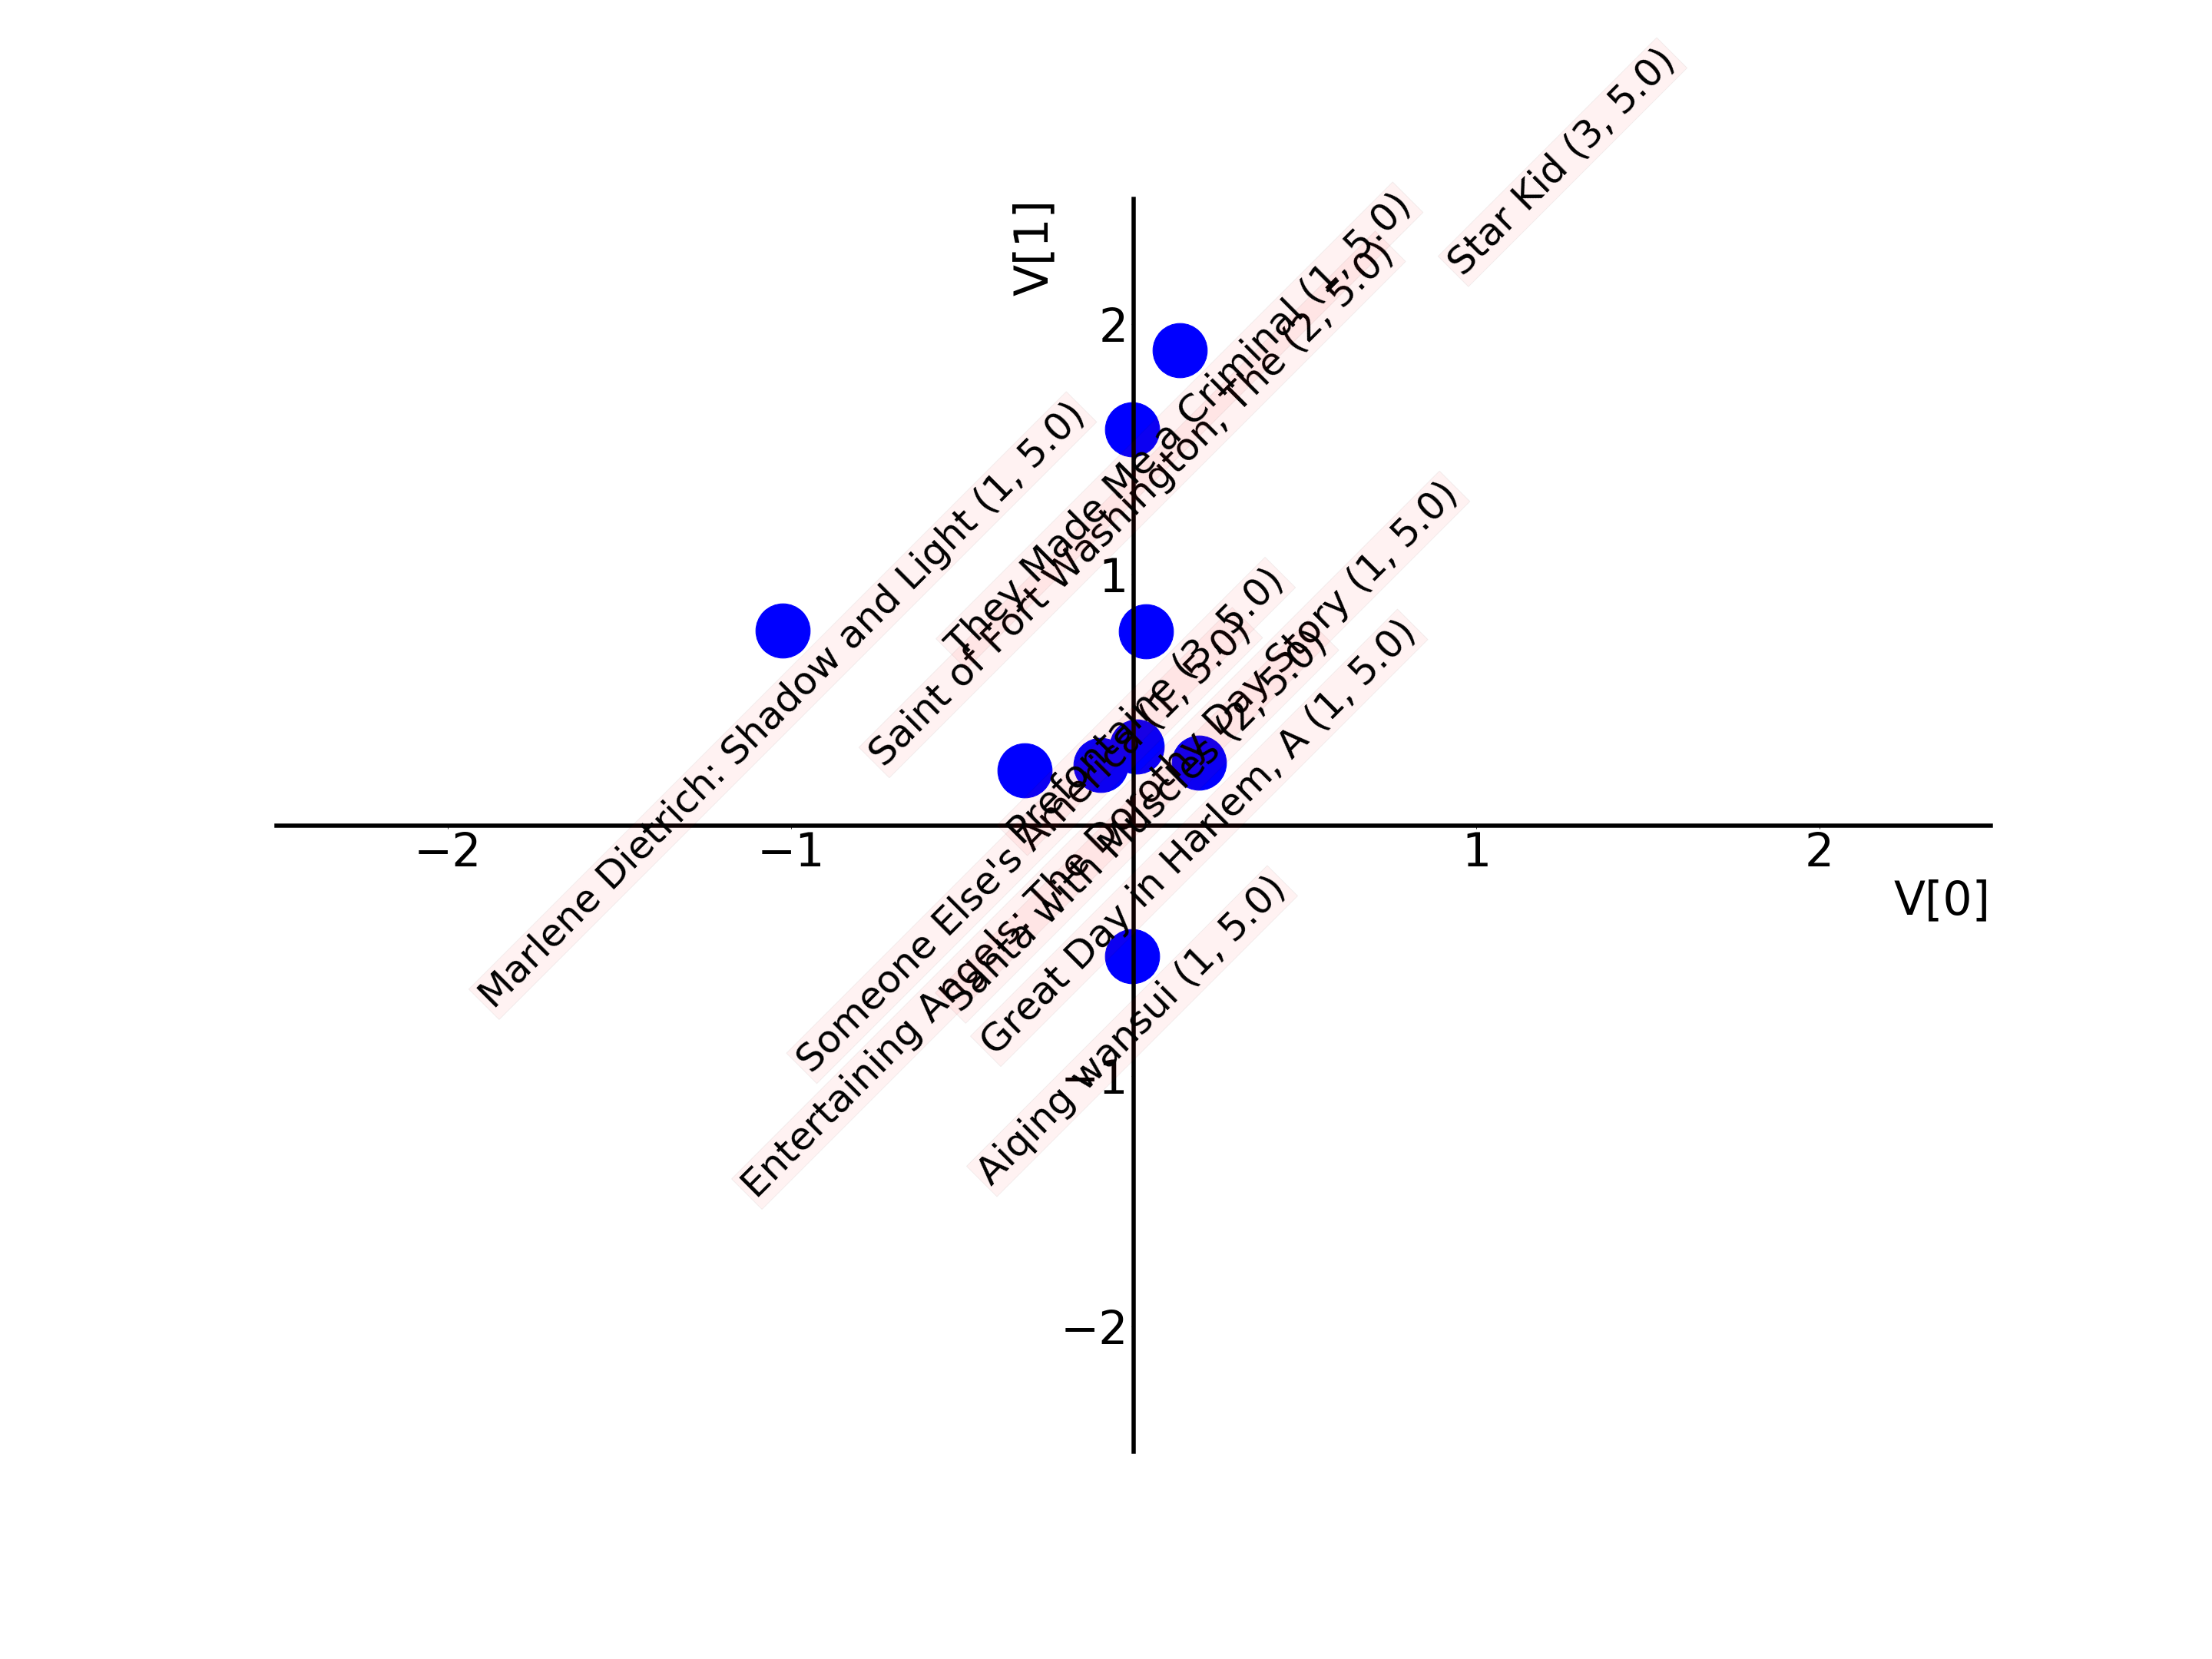 Star Kid (3, 5.0)
V[1]
They Made Me a Criminal (1, 5.0)
Saint of Fort Washington, The (2, 5.0)
2
Marlene Dietrich: Shadow and Light (1, 5.0)
1
Prefontaine (3, 5.0)
Someone Else's America (1, 5.0)
Entertaining Angels: The Dorothy Day Story (1, 5.0)
Santa with Muscles (2, 5.0)
Great Day in Harlem, A (1, 5.0)
Aiqing wansui (1, 5.0)
−2
−1
1
2
V[0]
−1
−2